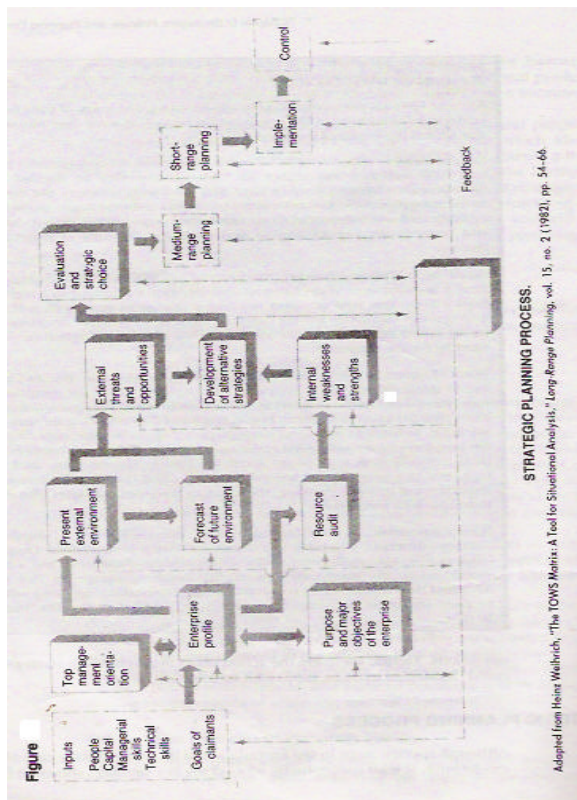 Figure
Inputs
People
Capital
Managerial
skills
Technical
skills
Goals of
claimants
Top
manage-
ment
orienta-
tion
Enterprise
profile
Purpose
and major
objectives
of the
enterprise
Present
external
environment
Forecast
of future
environment
Resource
audit
External
threats
and
opportunities
Development
of alternative
strategies
Internal
weaknesses
and
strengths
Evaluation
and
strategic
choice
Medium-
range
planning
Short-
range
planning
Imple-
mentation
Control
Feedback
STRATEGIC PLANNING PROCESS.
Adapted from Heinz Weihrich, "The TOWS Matrix: A Tool for Situational Analysis," Long-Range Planning, vol. 15, no. 2 (1982), pp. 54–66.